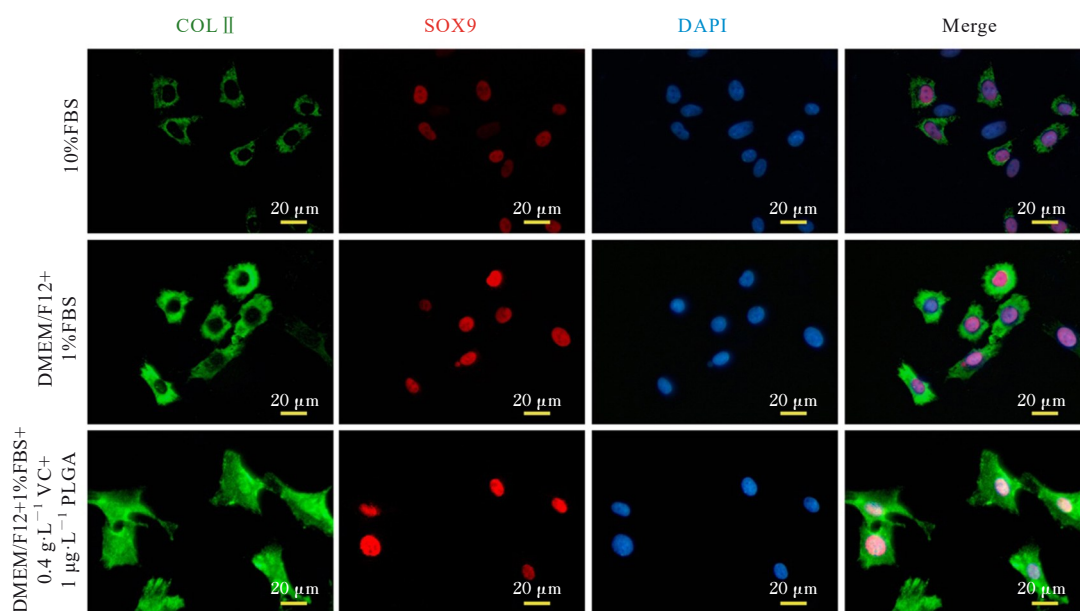 COL Ⅱ
SOX9
DAPI
Merge
10%FBS
20 μm
20 μm
20 μm
20 μm
DMEM/F12+
1%FBS
20 μm
20 μm
20 μm
20 μm
DMEM/F12+1%FBS+
0.4 g·L⁻¹ VC+
1 μg·L⁻¹ PLGA
20 μm
20 μm
20 μm
20 μm